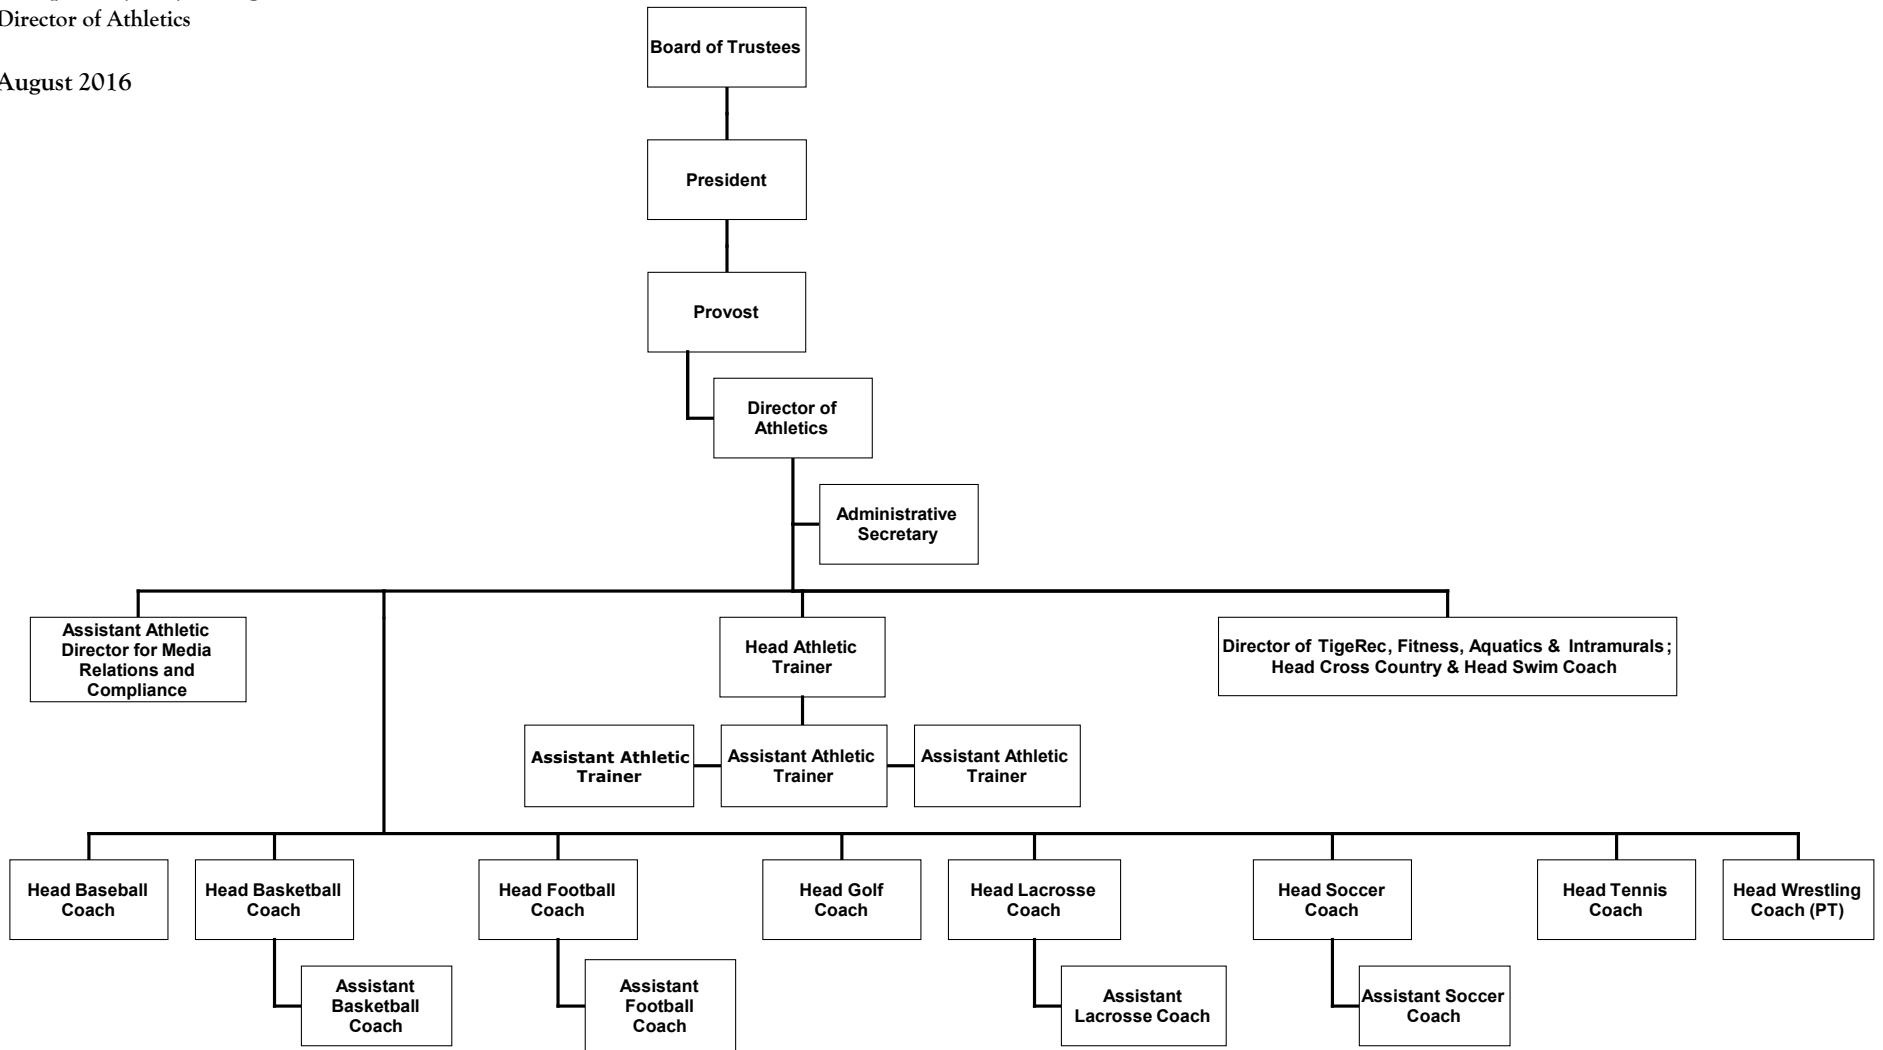 Director of Athletics
August 2016
Board of Trustees
President
Provost
Director of
Athletics
Administrative
Secretary
Assistant Athletic
Director for Media
Relations and
Compliance
Head Athletic
Trainer
Director of TigeRec, Fitness, Aquatics & Intramurals;
Head Cross Country & Head Swim Coach
Assistant Athletic
Trainer
Assistant Athletic
Trainer
Assistant Athletic
Trainer
Head Baseball
Coach
Head Basketball
Coach
Head Football
Coach
Head Golf
Coach
Head Lacrosse
Coach
Head Soccer
Coach
Head Tennis
Coach
Head Wrestling
Coach (PT)
Assistant
Basketball
Coach
Assistant
Football
Coach
Assistant
Lacrosse Coach
Assistant Soccer
Coach